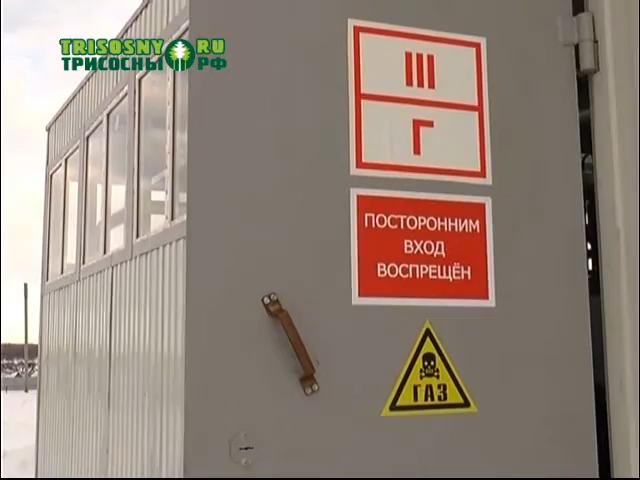 TRISOSNY.RU
ТРИСОСНЫ.РФ
III
Г
ПОСТОРОННИМ
ВХОД
ВОСПРЕЩЁН
ГАЗ